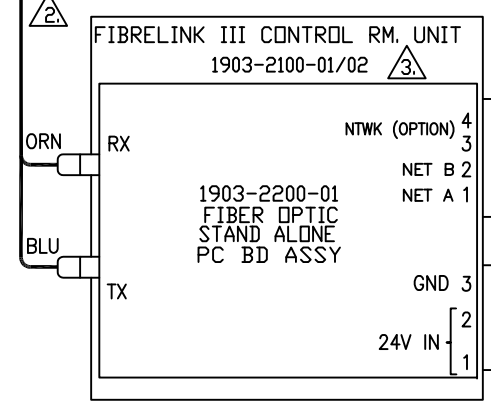 2.
FIBRELINK III CONTROL RM. UNIT
1903-2100-01/02 3.
ORN
RX
NTWK (OPTION) 4
3
NET B 2
NET A 1
1903-2200-01
FIBER OPTIC
STAND ALONE
PC BD ASSY
BLU
TX
GND 3
2
24V IN
1